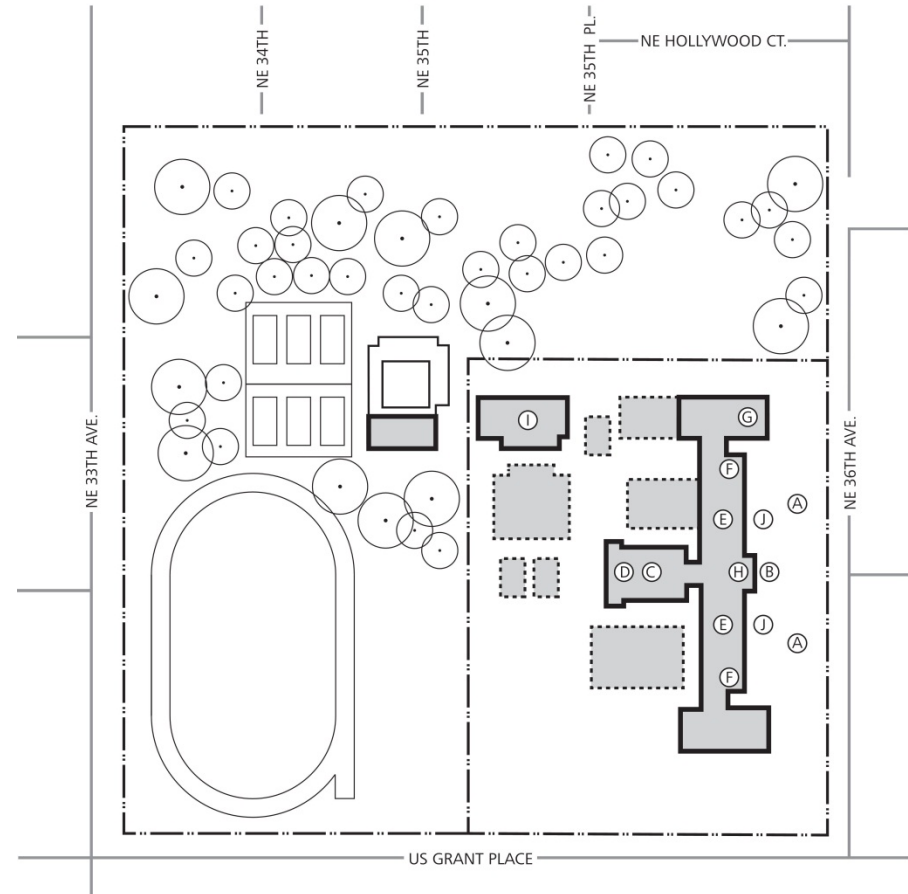 NE 34TH
NE 35TH
NE 35TH PL.
NE HOLLYWOOD CT.
NE 33TH AVE.
NE 36TH AVE.
I
G
F
A
E
J
D
C
H
B
E
J
A
F
US GRANT PLACE